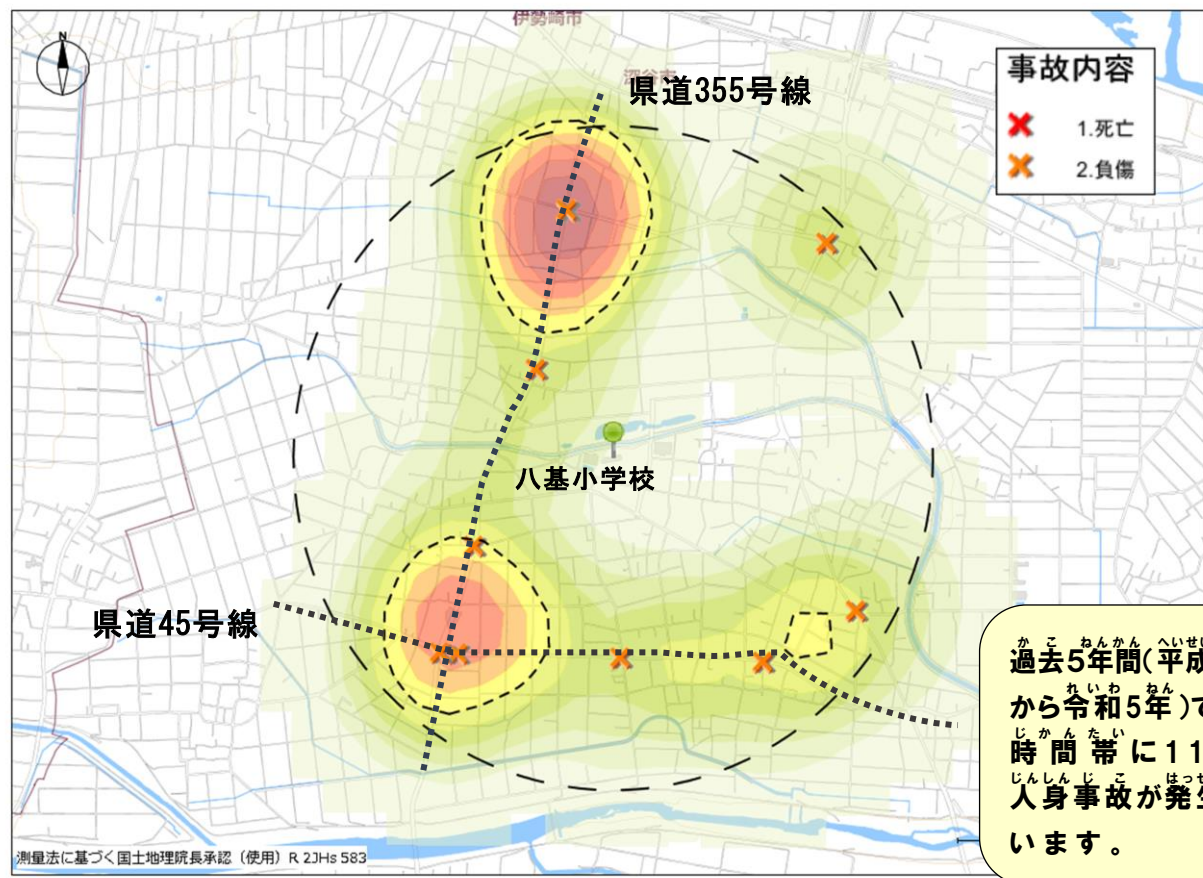 伊勢崎市
深谷市
県道355号線
事故内容
1.死亡
2.負傷
N
八基小学校
県道45号線
過去5年間(平成
から令和5年)で
時間帯に11
人身事故が発生
います。
測量法に基づく国土地理院長承認（使用）R 2JHs 583